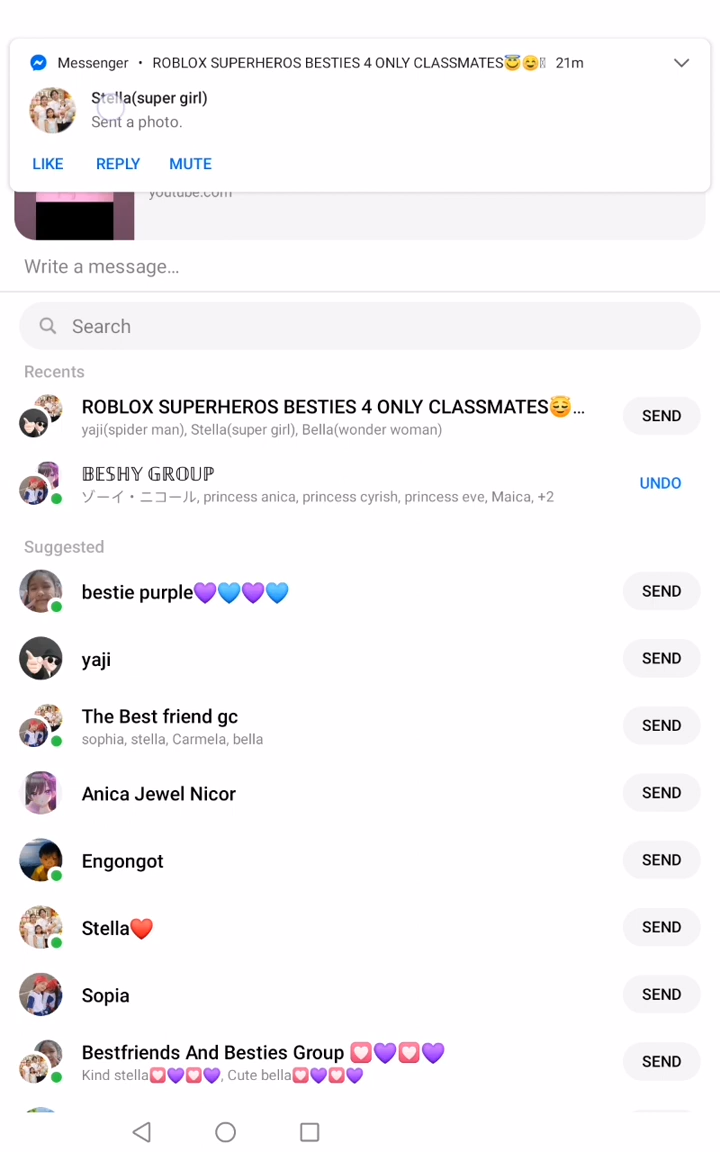 Messenger • ROBLOX SUPERHEROS BESTIES 4 ONLY CLASSMATES😇😊 21m
Stella(super girl)
Sent a photo.
LIKE REPLY MUTE
youtube.com
Write a message...
Search
Recents
ROBLOX SUPERHEROS BESTIES 4 ONLY CLASSMATES😇... SEND
yaji(spider man), Stella(super girl), Bella(wonder woman)
𝔹𝔼𝕊ℍ𝕐 𝔾ℝ𝕆𝕌ℙ UNDO
ゾーイ・ニコール, princess anica, princess cyrish, princess eve, Maica, +2
Suggested
bestie purple💜💙💜💙 SEND
yaji SEND
The Best friend gc SEND
sophia, stella, Carmela, bella
Anica Jewel Nicor SEND
Engongot SEND
Stella❤️ SEND
Sopia SEND
Bestfriends And Besties Group 💟💜💟💜 SEND
Kind stella💟💜💟💜, Cute bella💟💜💟💜